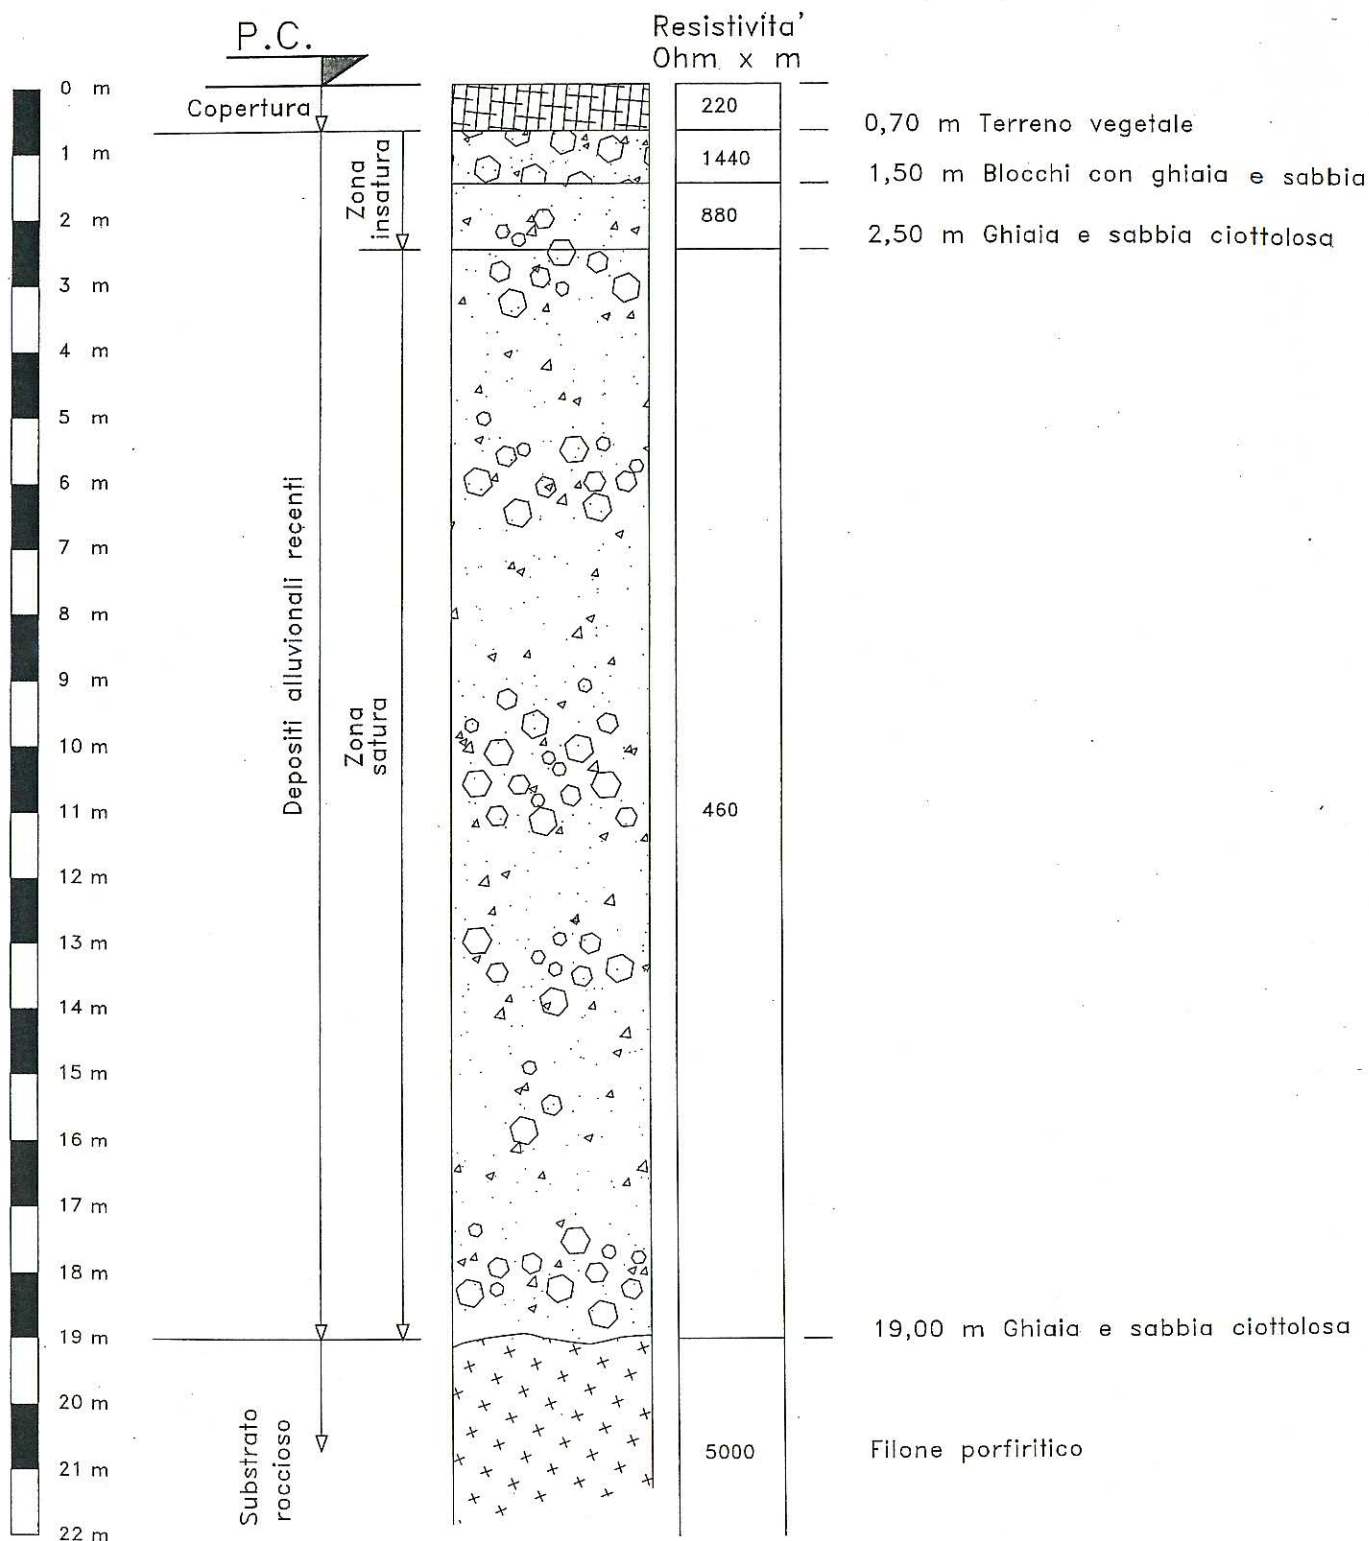 P.C.
Resistivita'
Ohm x m
0 m
Copertura
220
0,70 m Terreno vegetale
1 m
1440
1,50 m Blocchi con ghiaia e sabbia
Zona
insatura
2 m
880
2,50 m Ghiaia e sabbia ciottolosa
3 m
4 m
5 m
6 m
7 m
8 m
9 m
10 m
11 m
12 m
13 m
14 m
15 m
16 m
17 m
18 m
19 m
20 m
21 m
22 m
Depositi alluvionali recenti
Zona
satura
460
19,00 m Ghiaia e sabbia ciottolosa
Substrato
roccioso
5000
Filone porfiritico